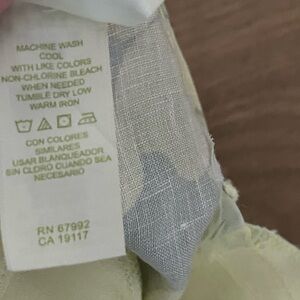 MACHINE WASH
COOL
WITH LIKE COLORS
NON-CHLORINE BLEACH
WHEN NEEDED
TUMBLE DRY LOW
WARM IRON
CON COLORES
SIMILARES
USAR BLANQUEADOR
SIN CLORO CUANDO SEA
NECESARIO
RN 67992
CA 19117